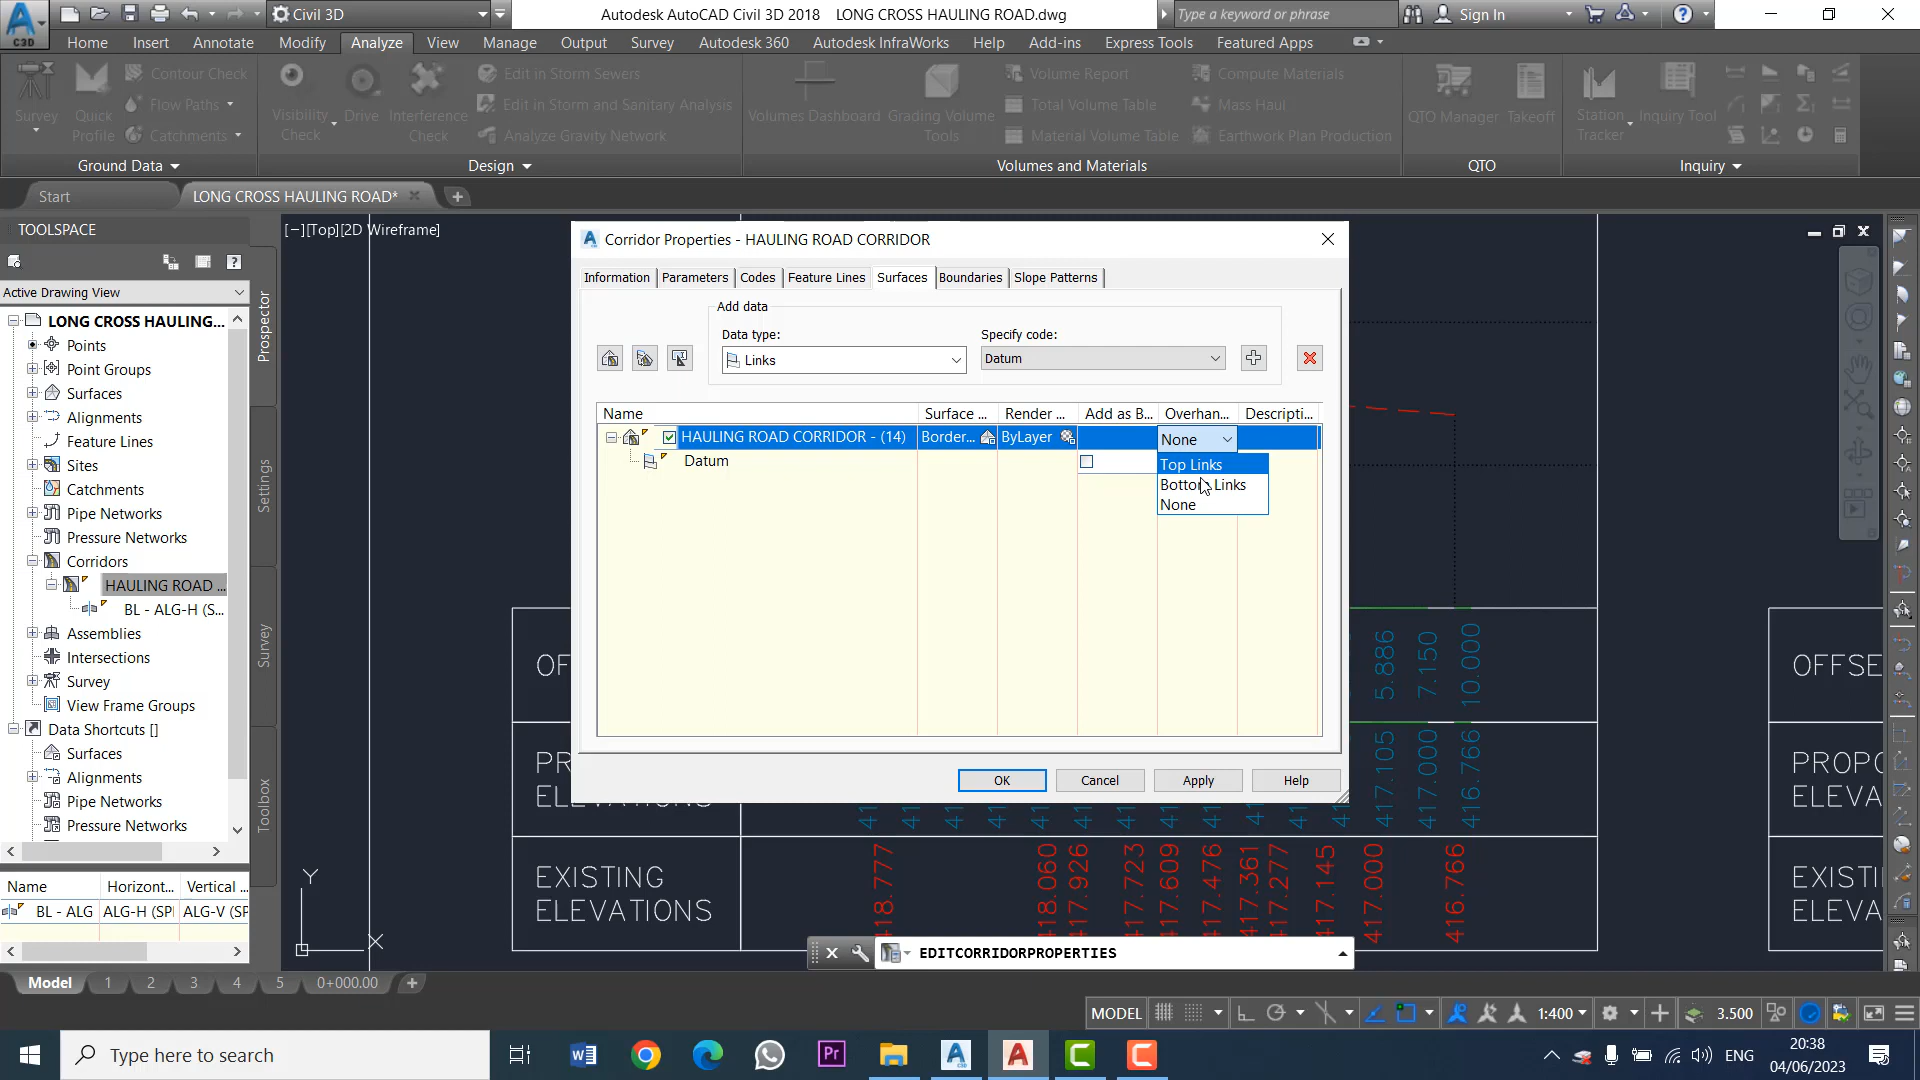 Civil 3D
Autodesk AutoCAD Civil 3D 2018 LONG CROSS HAULING ROAD.dwg
Type a keyword or phrase
Sign In
C3D
Home Insert Annotate Modify Analyze View Manage Output Survey Autodesk 360 Autodesk InfraWorks Help Add-ins Express Tools Featured Apps
Survey
Quick Profile
Contour Check
Flow Paths
Catchments
Visibility Check
Drive
Interference Check
Edit in Storm Sewers
Edit in Storm and Sanitary Analysis
Analyze Gravity Network
Volumes Dashboard
Grading Volume Tools
Volume Report
Total Volume Table
Material Volume Table
Compute Materials
Mass Haul
Earthwork Plan Production
QTO Manager
Takeoff
Station Tracker
Inquiry Tool
Ground Data
Design
Volumes and Materials
QTO
Inquiry
Start
LONG CROSS HAULING ROAD*
TOOLSPACE
[−][Top][2D Wireframe]
Active Drawing View
LONG CROSS HAULING...
Points
Point Groups
Surfaces
Alignments
Feature Lines
Sites
Catchments
Pipe Networks
Pressure Networks
Corridors
HAULING ROAD ...
BL - ALG-H (S...
Assemblies
Intersections
Survey
View Frame Groups
Data Shortcuts []
Surfaces
Alignments
Pipe Networks
Pressure Networks
Prospector
Settings
Survey
Toolbox
Name Horizont... Vertical ...
BL - ALG ALG-H (SPI ALG-V (SP
Corridor Properties - HAULING ROAD CORRIDOR
Information Parameters Codes Feature Lines Surfaces Boundaries Slope Patterns
Add data
Data type:
Links
Specify code:
Datum
Name Surface ... Render ... Add as B... Overhan... Descripti...
HAULING ROAD CORRIDOR - (14) Border... ByLayer None
Datum
Top Links
Bottom Links
None
OK Cancel Apply Help
OF
PR
ELEVATIONS
5.886
7.150
10.000
417.105
417.000
416.766
EXISTING
ELEVATIONS
418.777
418.060
417.926
417.723
417.609
417.476
417.361
417.277
417.145
417.000
416.766
OFFSE
PROPO
ELEVA
EXISTI
ELEVA
Y
X
EDITCORRIDORPROPERTIES
Model 1 2 3 4 5 0+000.00
MODEL
1:400
3.500
Type here to search
ENG
20:38
04/06/2023